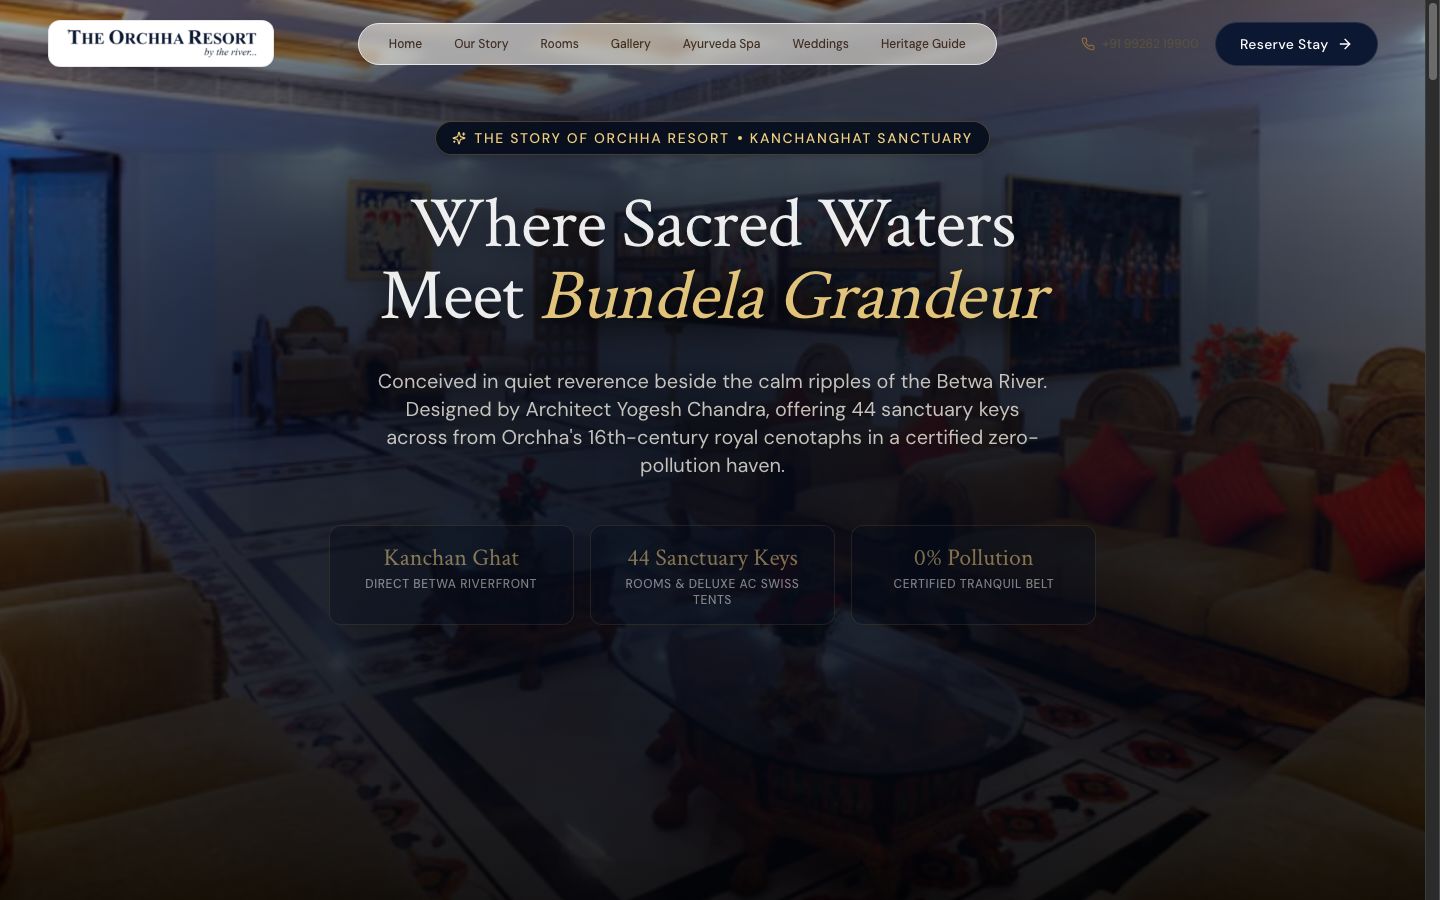 THE ORCHHA RESORT
by the river...
Home
Our Story
Rooms
Gallery
Ayurveda Spa
Weddings
Heritage Guide
+91 99262 19900
Reserve Stay
THE STORY OF ORCHHA RESORT • KANCHANGHAT SANCTUARY
Where Sacred Waters
Meet Bundela Grandeur
Conceived in quiet reverence beside the calm ripples of the Betwa River.
Designed by Architect Yogesh Chandra, offering 44 sanctuary keys
across from Orchha's 16th-century royal cenotaphs in a certified zero-
pollution haven.
Kanchan Ghat
DIRECT BETWA RIVERFRONT
44 Sanctuary Keys
ROOMS & DELUXE AC SWISS
TENTS
0% Pollution
CERTIFIED TRANQUIL BELT